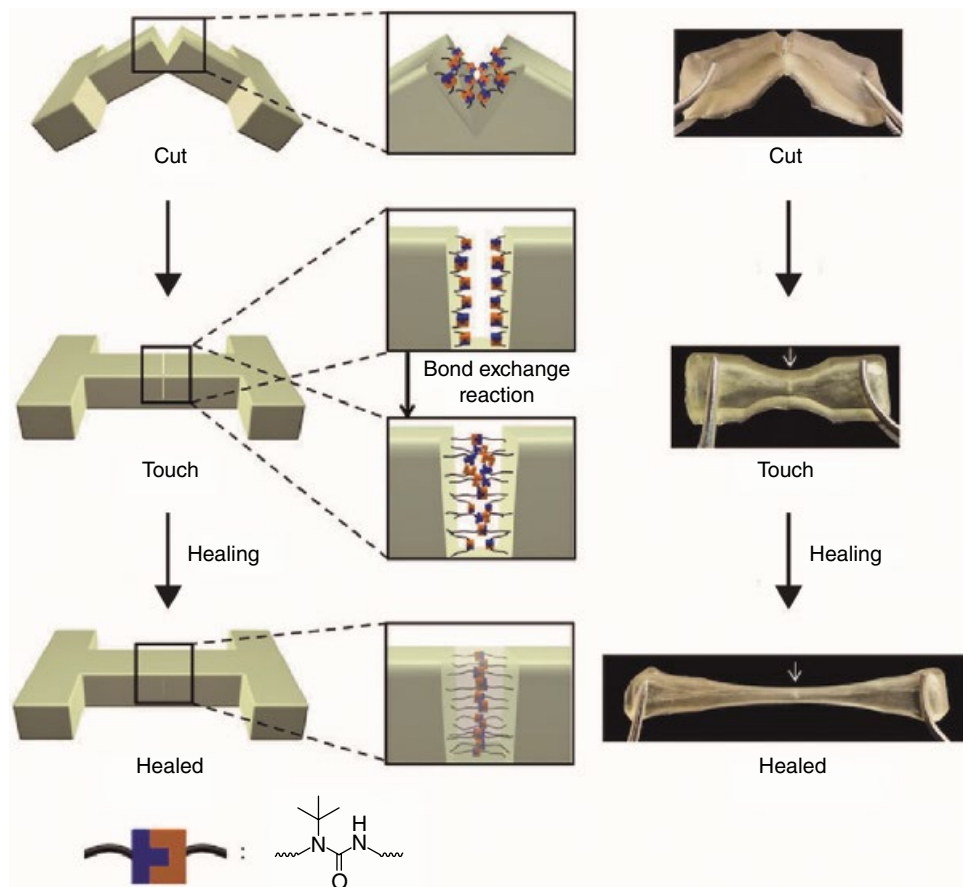 Cut
Cut
Bond exchange
reaction
Touch
Touch
Healing
Healing
Healed
Healed
:
N
H
N
O